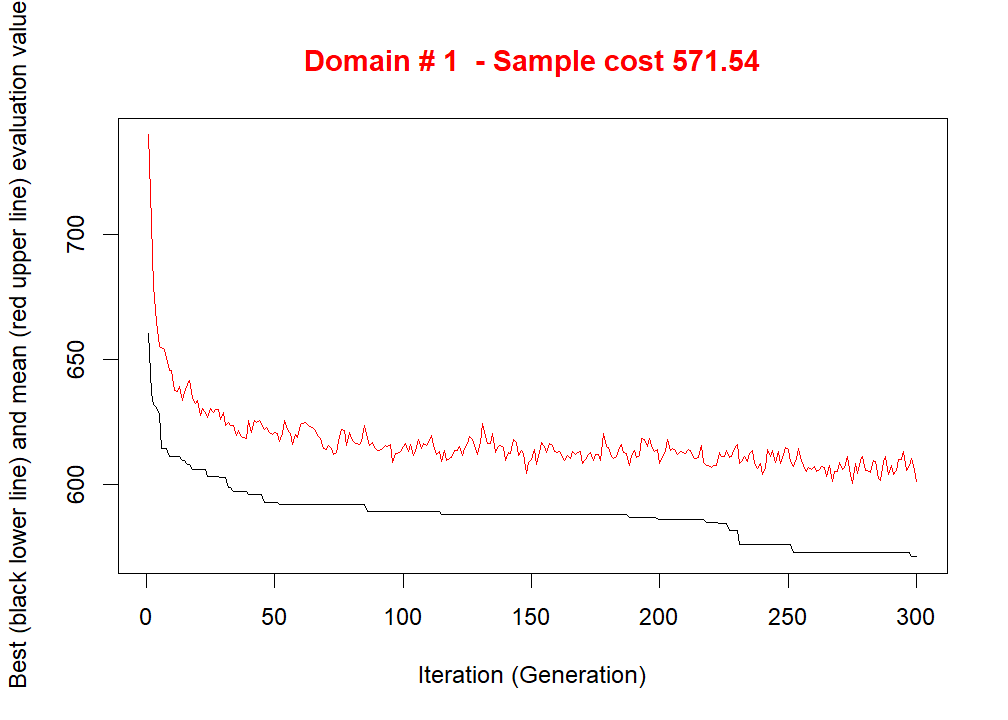 Domain # 1  - Sample cost 571.54
Best (black lower line) and mean (red upper line) evaluation value
700
650
600
0 50 100 150 200 250 300
Iteration (Generation)